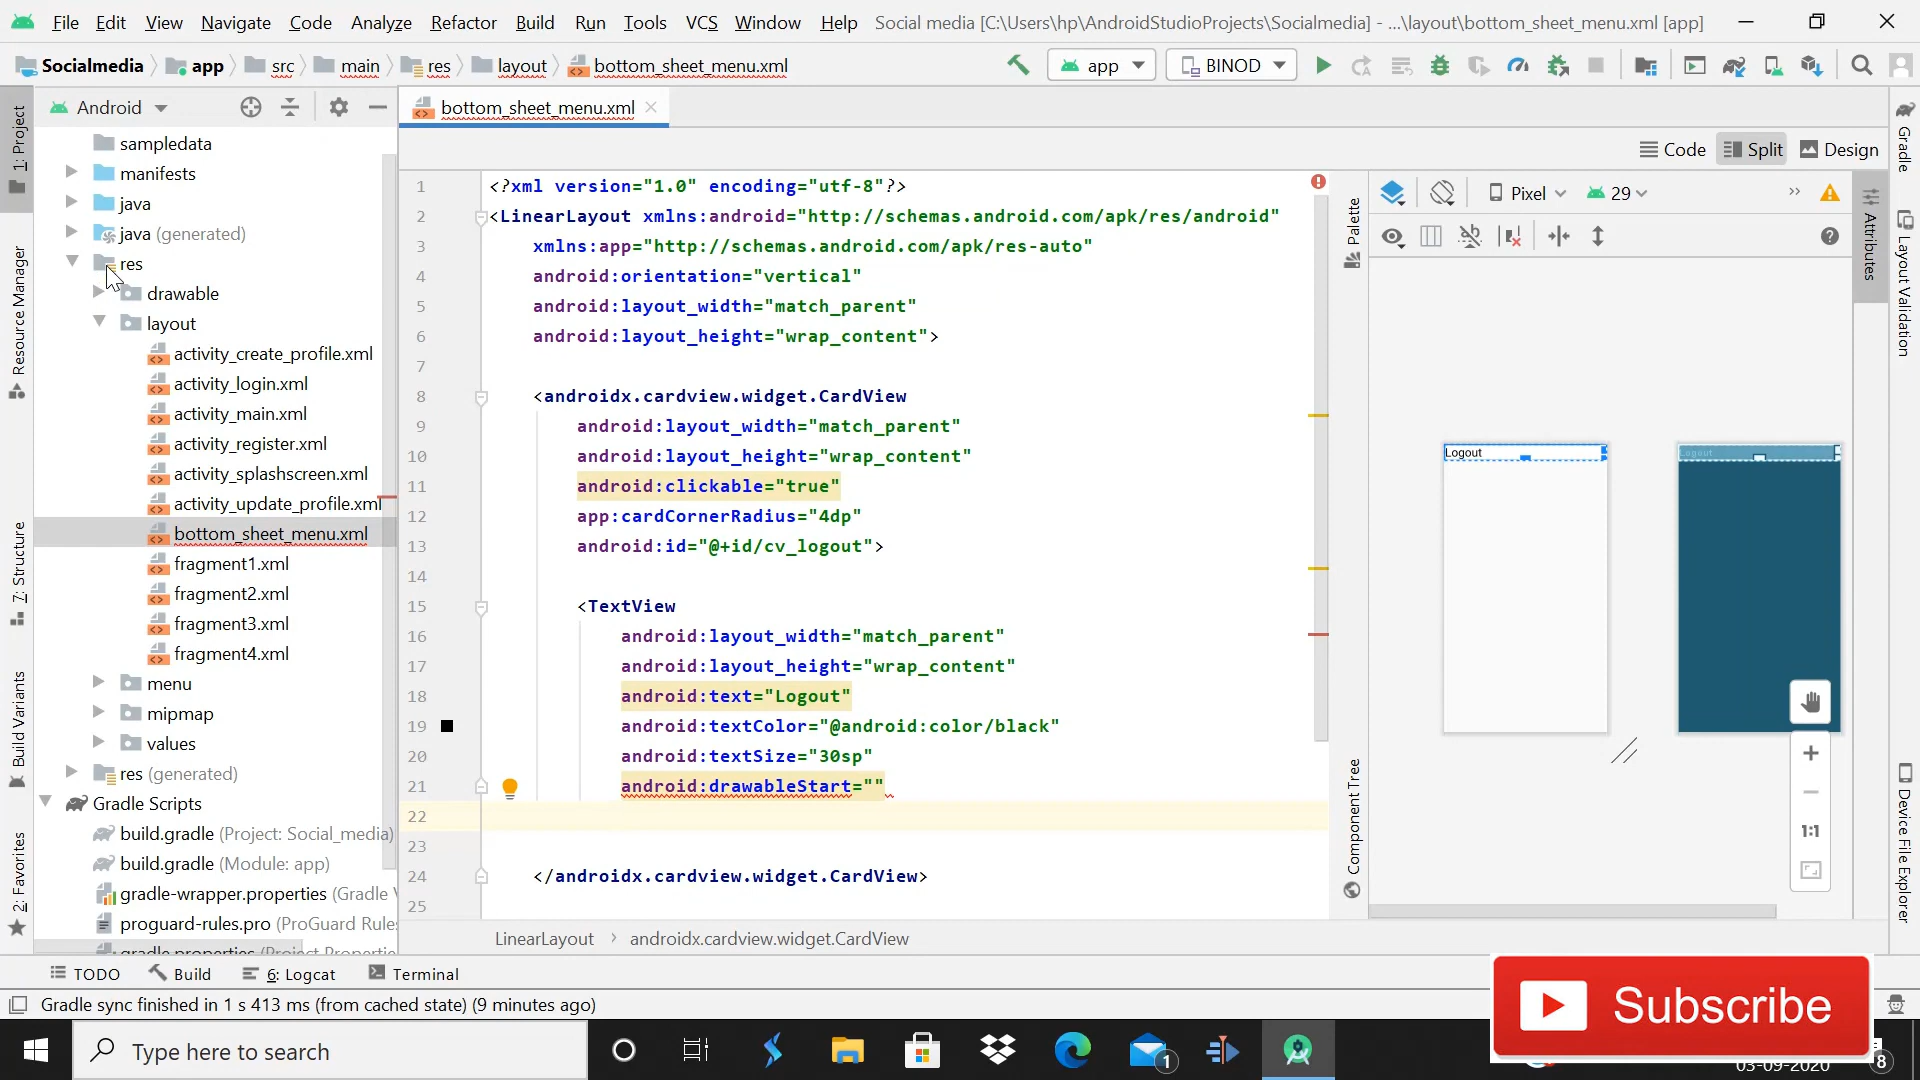 File Edit View Navigate Code Analyze Refactor Build Run Tools VCS Window Help Social media [C:\Users\hp\AndroidStudioProjects\Socialmedia] - ...\layout\bottom_sheet_menu.xml [app]
Socialmedia app src main res layout bottom_sheet_menu.xml app BINOD
Android
bottom_sheet_menu.xml
Code Split Design
1: Project
Resource Manager
7: Structure
Build Variants
2: Favorites
sampledata
manifests
java
java (generated)
res
drawable
layout
activity_create_profile.xml
activity_login.xml
activity_main.xml
activity_register.xml
activity_splashscreen.xml
activity_update_profile.xml
bottom_sheet_menu.xml
fragment1.xml
fragment2.xml
fragment3.xml
fragment4.xml
menu
mipmap
values
res (generated)
Gradle Scripts
build.gradle (Project: Social_media)
build.gradle (Module: app)
gradle-wrapper.properties (Gradle
proguard-rules.pro (ProGuard Rule
gradle.properties (Project Properti
1 <?xml version="1.0" encoding="utf-8"?>
2 <LinearLayout xmlns:android="http://schemas.android.com/apk/res/android"
3 xmlns:app="http://schemas.android.com/apk/res-auto"
4 android:orientation="vertical"
5 android:layout_width="match_parent"
6 android:layout_height="wrap_content">
7
8 <androidx.cardview.widget.CardView
9 android:layout_width="match_parent"
10 android:layout_height="wrap_content"
11 android:clickable="true"
12 app:cardCornerRadius="4dp"
13 android:id="@+id/cv_logout">
14
15 <TextView
16 android:layout_width="match_parent"
17 android:layout_height="wrap_content"
18 android:text="Logout"
19 android:textColor="@android:color/black"
20 android:textSize="30sp"
21 android:drawableStart=""
22
23
24 </androidx.cardview.widget.CardView>
25
LinearLayout androidx.cardview.widget.CardView
Palette
Component Tree
Pixel 29
Logout
Logout
1:1
Attributes
Gradle
Layout Validation
Device File Explorer
TODO Build 6: Logcat Terminal
Gradle sync finished in 1 s 413 ms (from cached state) (9 minutes ago)
Subscribe
Type here to search
1
03-09-2020
8